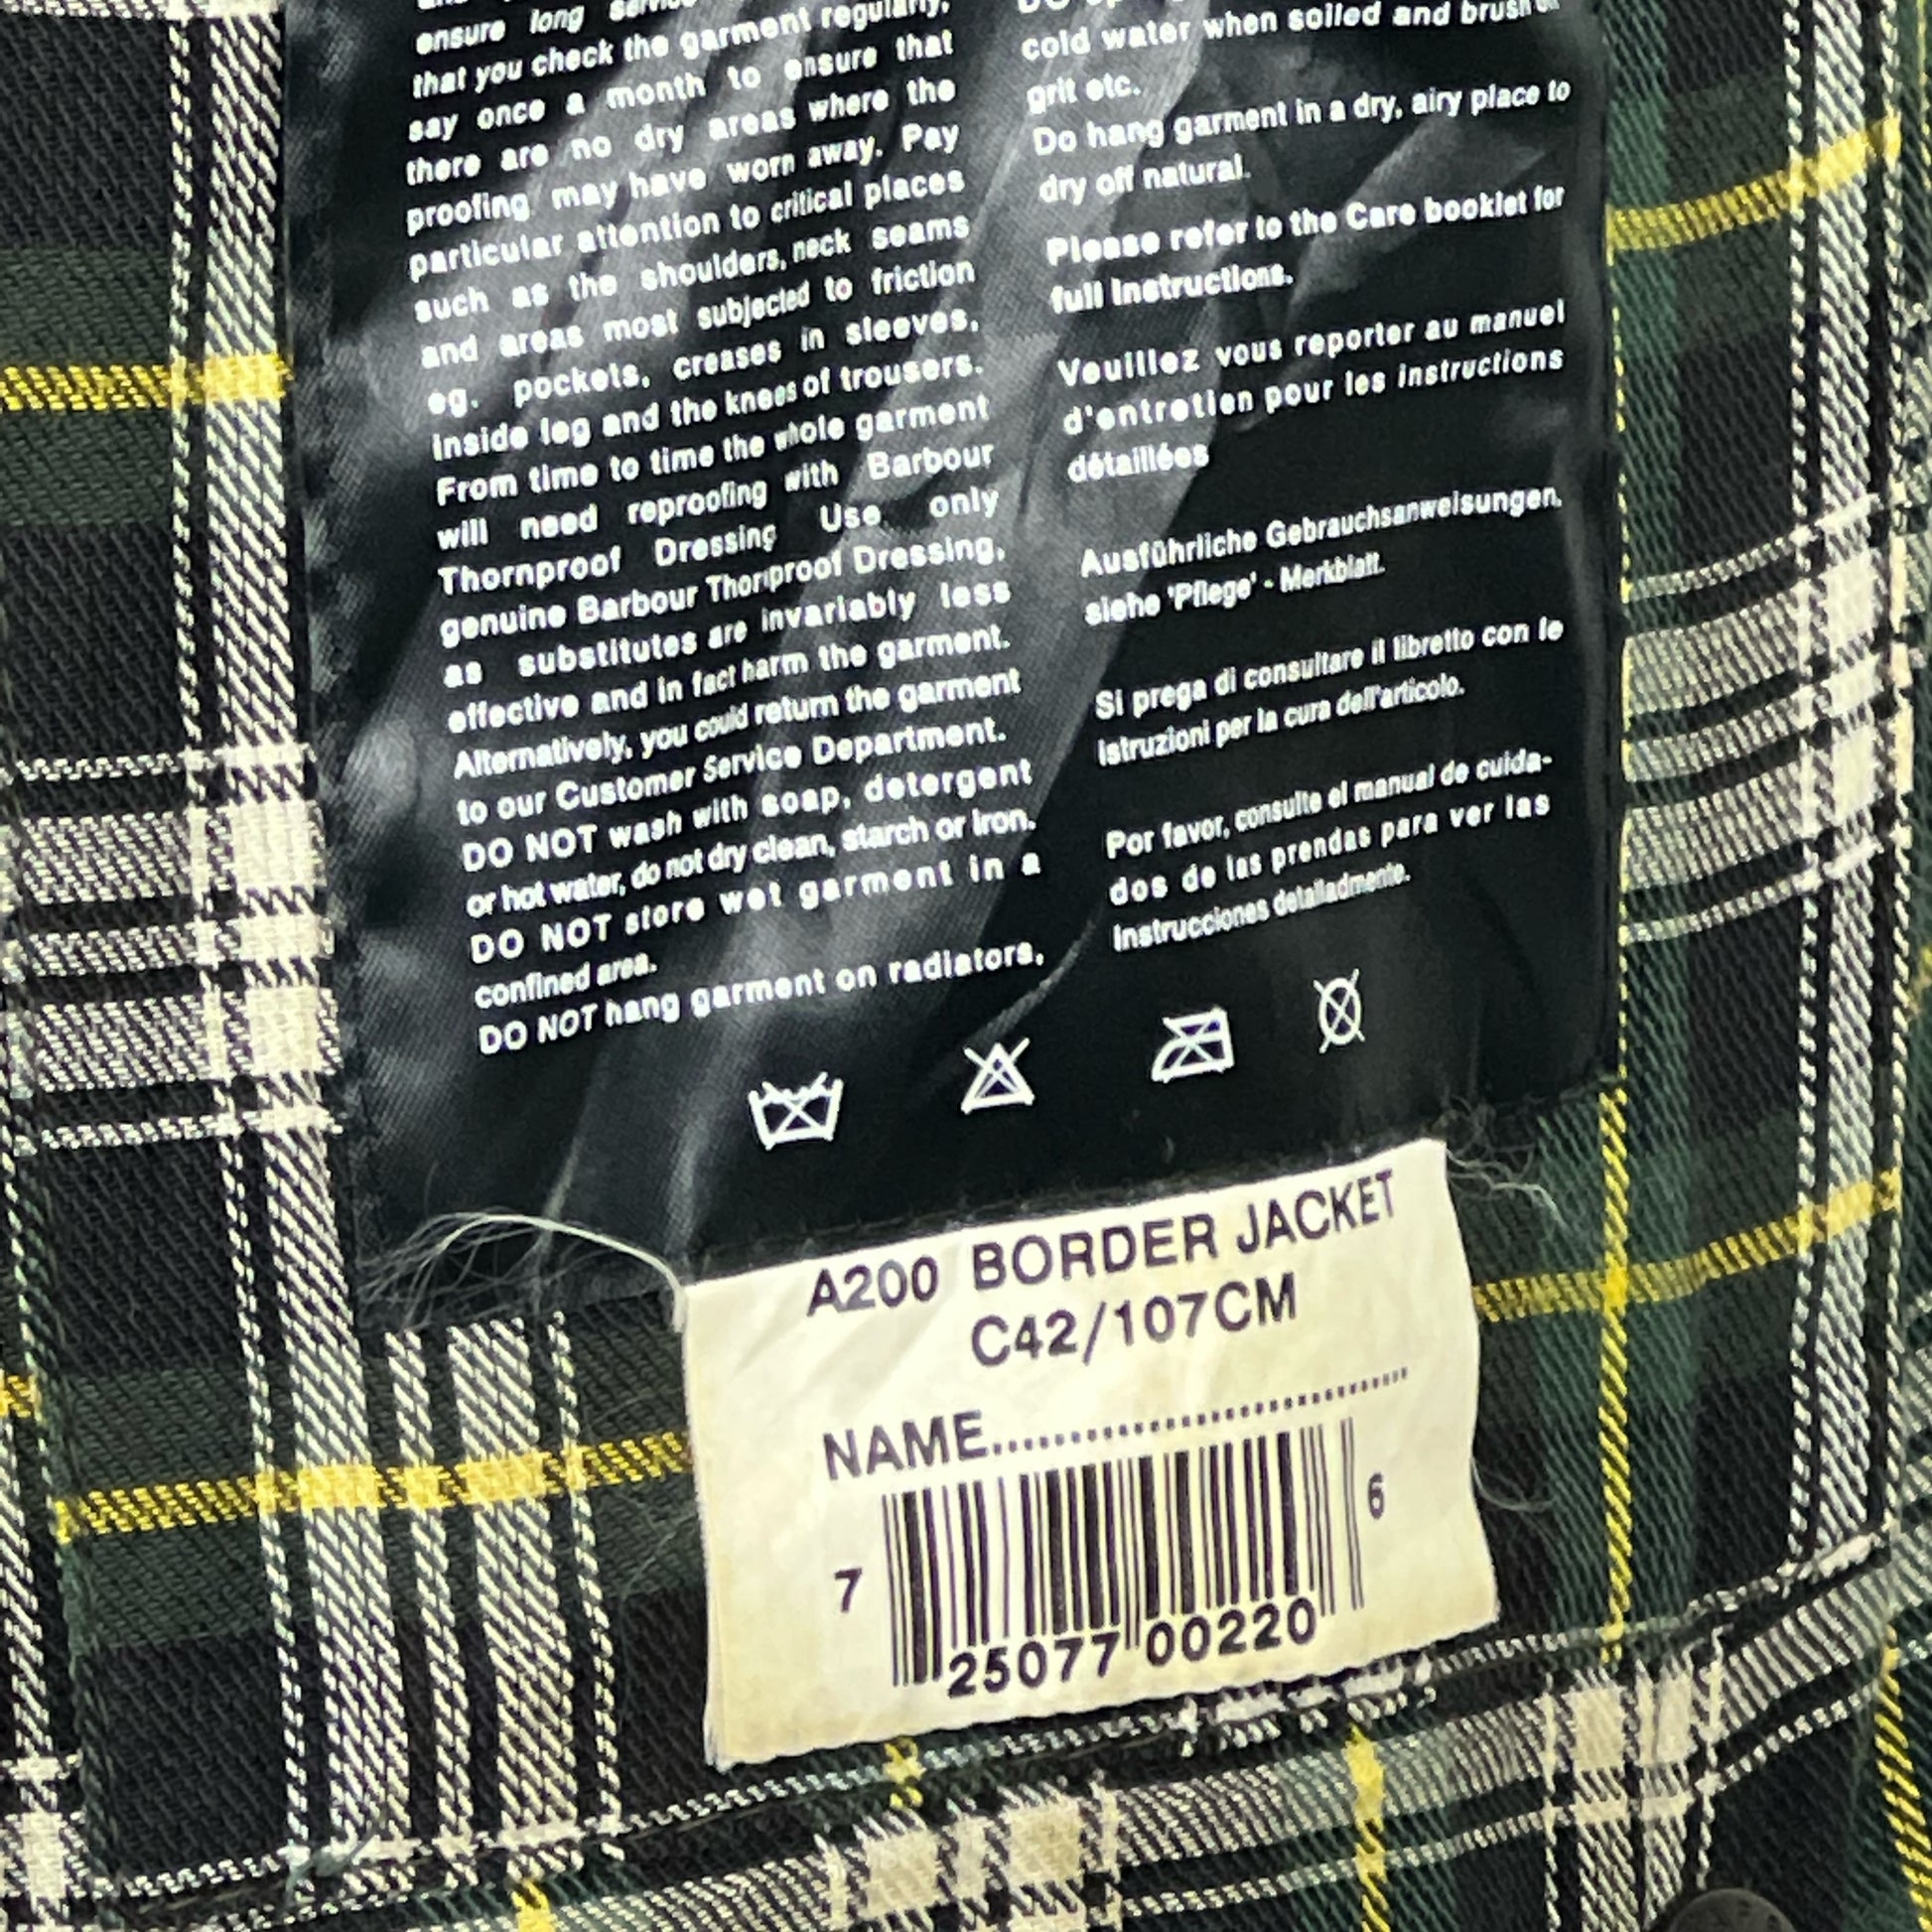 ensure long
that you check the garment regularly,
say once a month to ensure that
there are no dry areas where the
proofing may have worn away. Pay
particular attention to critical places
such as the shoulders, neck seams
and areas most subjected to friction
eg. pockets, creases in sleeves,
inside leg and the knees of trousers.
From time to time the whole garment
will need reproofing with Barbour
Thornproof Dressing Use only
genuine Barbour Thornproof Dressing,
as substitutes are invariably less
effective and in fact harm the garment.
Alternatively, you could return the garment
to our Customer Service Department.
DO NOT wash with soap, detergent
or hot water, do not dry clean, starch or iron.
DO NOT store wet garment in a
confined area.
DO NOT hang garment on radiators.
cold water when soiled and brush
grit etc.
Do hang garment in a dry, airy place to
dry off natural.
Please refer to the Care booklet for
full Instructions.
Veuillez vous reporter au manuel
d'entretien pour les instructions
détaillées
Ausführliche Gebrauchsanweisungen,
siehe 'Pflege' - Merkblatt.
Si prega di consultare il libretto con le
istruzioni per la cura dell'articolo.
Por favor, consulte el manual de cuida-
dos de las prendas para ver las
instrucciones detalladmente.
A200 BORDER JACKET
C42/107CM
NAME..............................
7 25077 00220 6